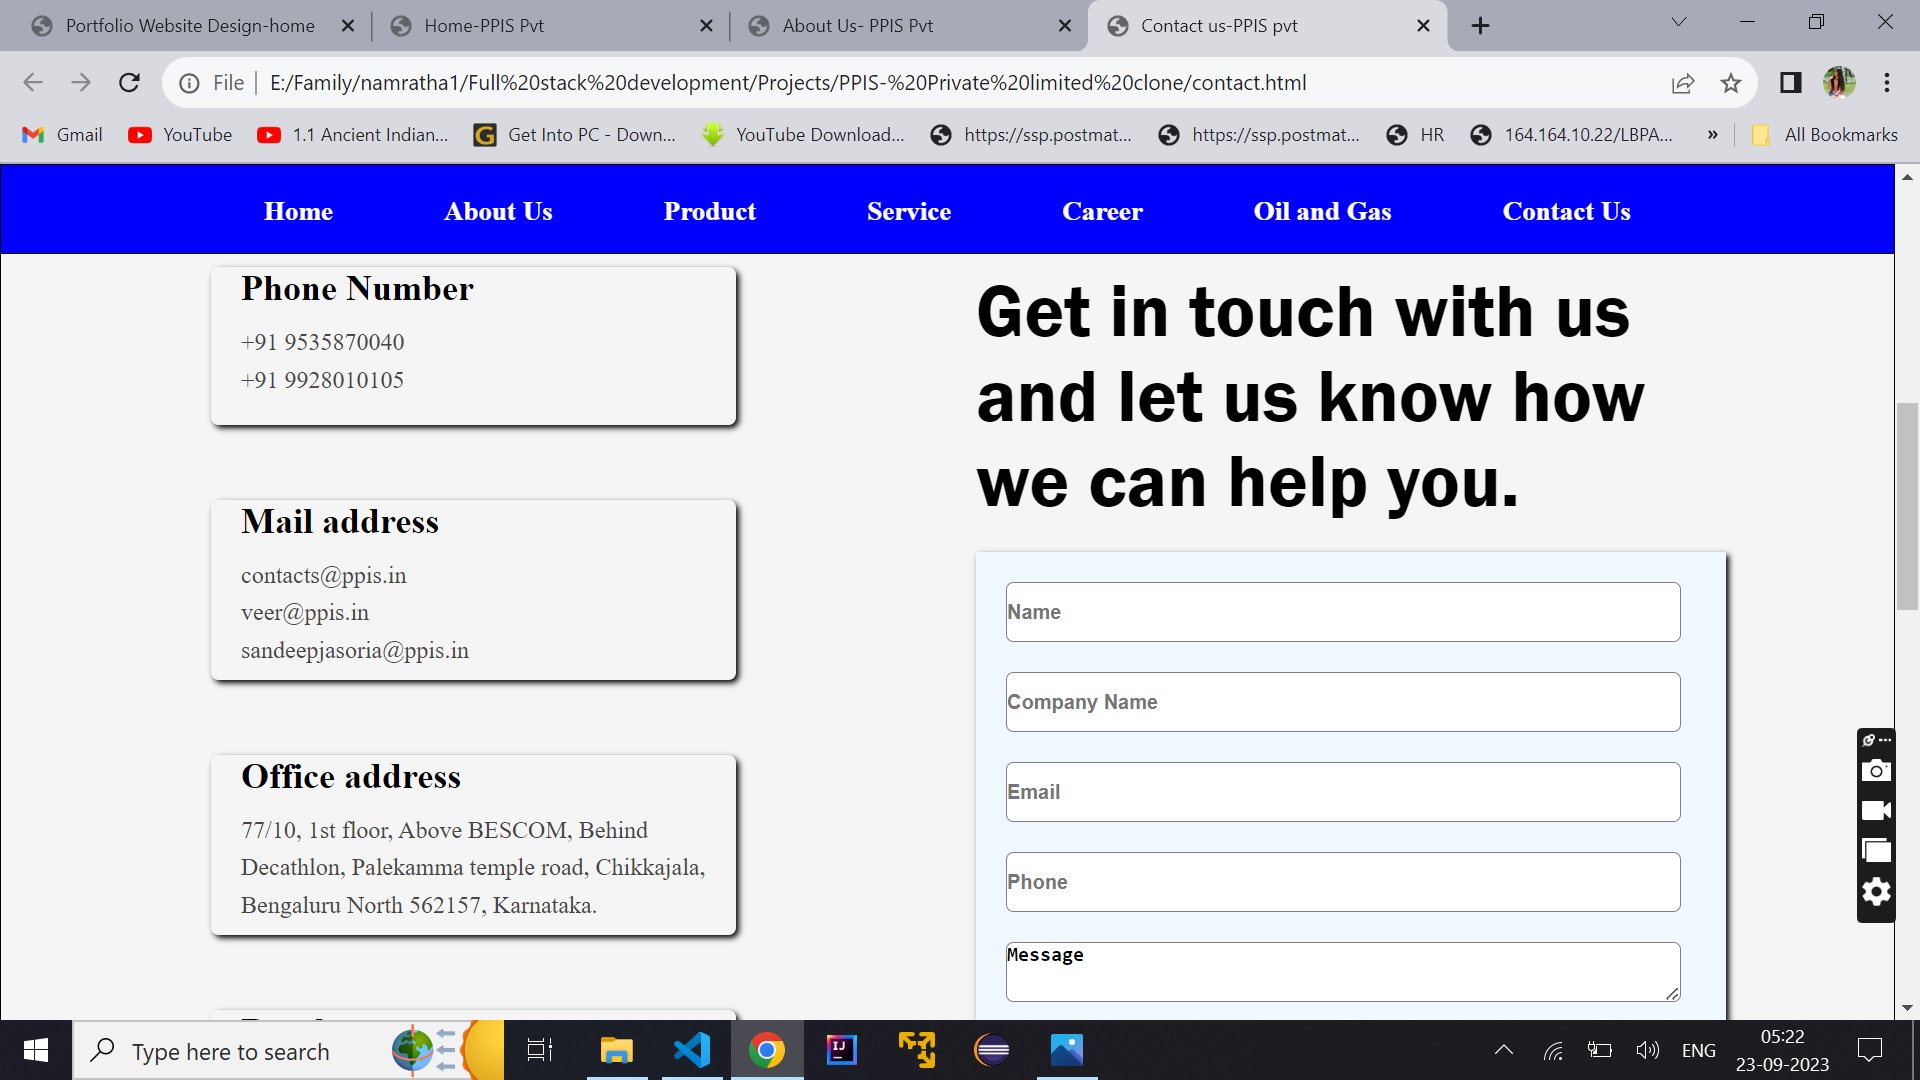 Portfolio Website Design-home
Home-PPIS Pvt
About Us- PPIS Pvt
Contact us-PPIS pvt
File
E:/Family/namratha1/Full%20stack%20development/Projects/PPIS-%20Private%20limited%20clone/contact.html
Gmail
YouTube
1.1 Ancient Indian...
Get Into PC - Down...
YouTube Download...
https://ssp.postmat...
https://ssp.postmat...
HR
164.164.10.22/LBPA...
»
All Bookmarks
Home
About Us
Product
Service
Career
Oil and Gas
Contact Us
Phone Number
+91 9535870040
+91 9928010105
Mail address
contacts@ppis.in
veer@ppis.in
sandeepjasoria@ppis.in
Office address
77/10, 1st floor, Above BESCOM, Behind
Decathlon, Palekamma temple road, Chikkajala,
Bengaluru North 562157, Karnataka.
Get in touch with us
and let us know how
we can help you.
Name
Company Name
Email
Phone
Message
Type here to search
IJ
ENG
05:22
23-09-2023